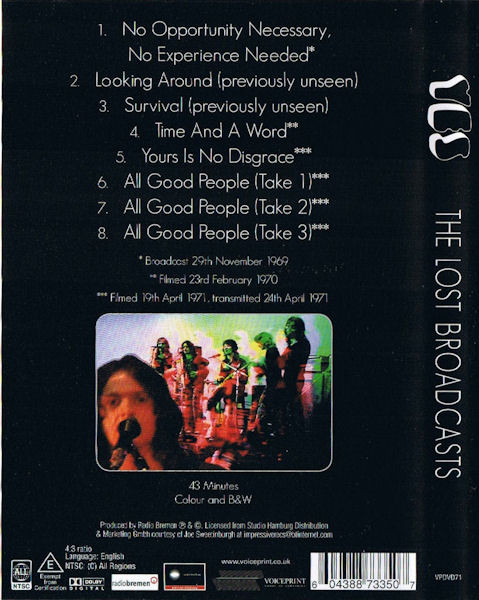 1. No Opportunity Necessary,
No Experience Needed*
2. Looking Around (previously unseen)
3. Survival (previously unseen)
4. Time And A Word**
5. Yours Is No Disgrace***
6. All Good People (Take 1)***
7. All Good People (Take 2)***
8. All Good People (Take 3)***
* Broadcast 29th November 1969
** Filmed 23rd February 1970
*** Filmed 19th April 1971, transmitted 24th April 1971
43 Minutes
Colour and B&W
Produced by Radio Bremen ℗ & ©. Licensed from Studio Hamburg Distribution
& Marketing GmbH courtesy of Joe Sweeinburgh at
4:3 ratio
Language: English
NTSC: (C) All Regions
ALL
NTSC
E
Exempt
from
Certification
DOLBY
DIGITAL
radiobremen
www.voiceprint.co.uk
VOICEPRINT
6 04388 73350 7
VPDVD71
yes
THE LOST BROADCASTS